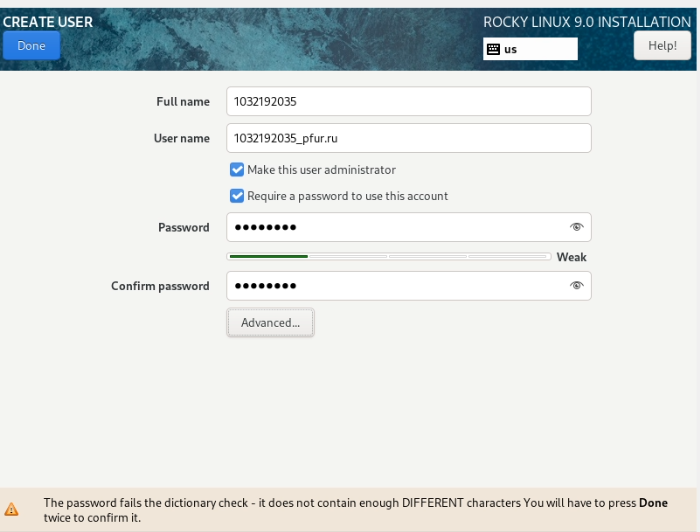 CREATE USER
ROCKY LINUX 9.0 INSTALLATION
Done
us
Help!
Full name
1032192035
User name
1032192035_pfur.ru
Make this user administrator
Require a password to use this account
Password
●●●●●●●●
Weak
Confirm password
●●●●●●●●
Advanced...
The password fails the dictionary check - it does not contain enough DIFFERENT characters You will have to press Done
twice to confirm it.